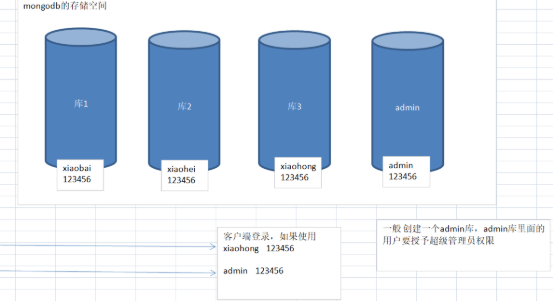 mongodb的存储空间
库1
库2
库3
admin
xiaobai
123456
xiaohei
123456
xiaohong
123456
admin
123456
客户端登录，如果使用
xiaohong 123456
admin 123456
一般创建一个admin库，admin库里面的
用户要授予超级管理员权限